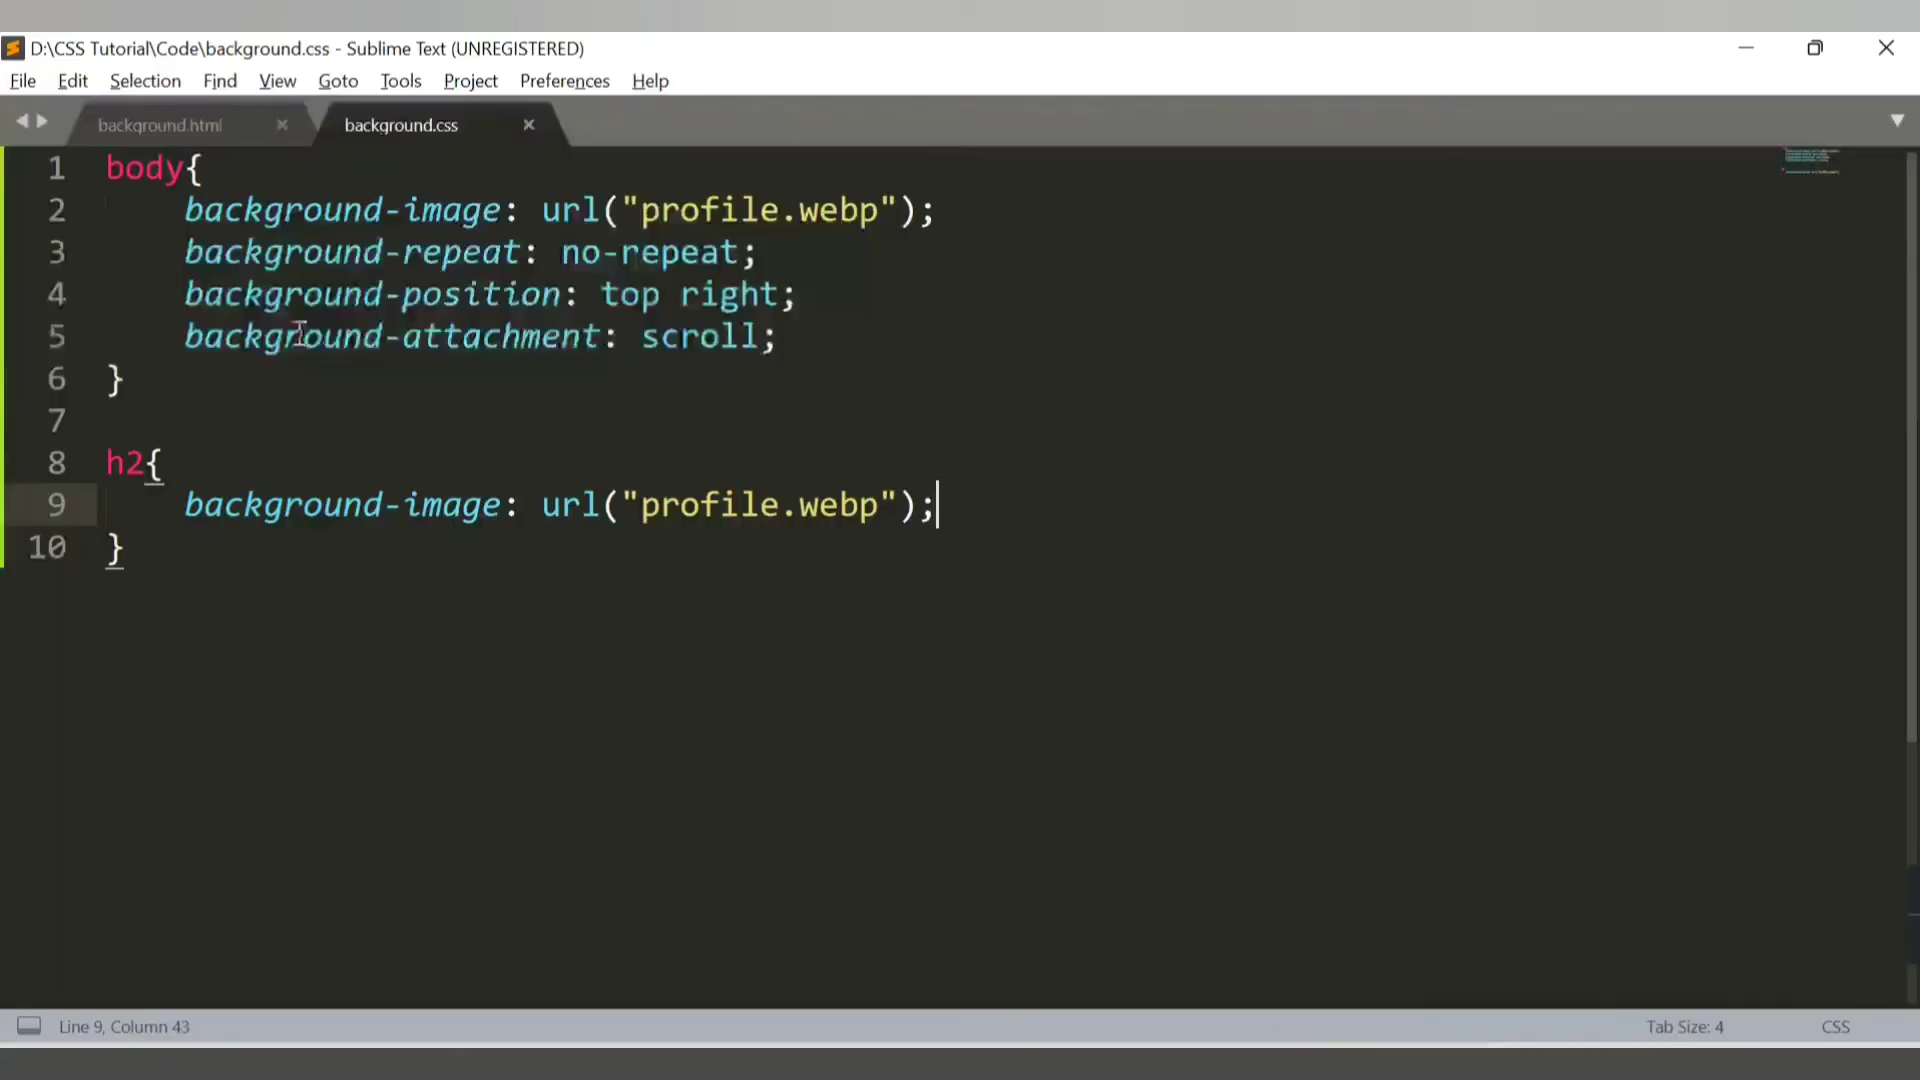 D:\CSS Tutorial\Code\background.css - Sublime Text (UNREGISTERED)
File Edit Selection Find View Goto Tools Project Preferences Help
background.html background.css
1 body{
2 background-image: url("profile.webp");
3 background-repeat: no-repeat;
4 background-position: top right;
5 background-attachment: scroll;
6 }
7
8 h2{
9 background-image: url("profile.webp");
10 }
Line 9, Column 43 Tab Size: 4 CSS